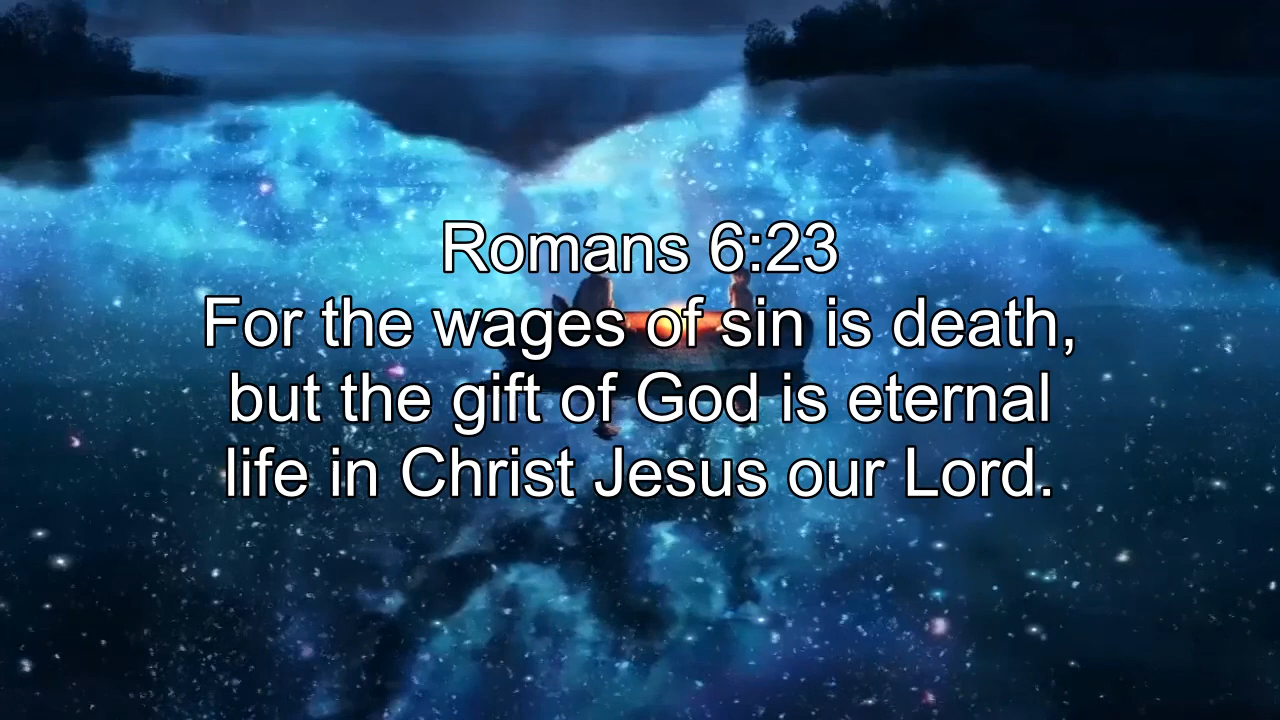 Romans 6:23
For the wages of sin is death,
but the gift of God is eternal
life in Christ Jesus our Lord.